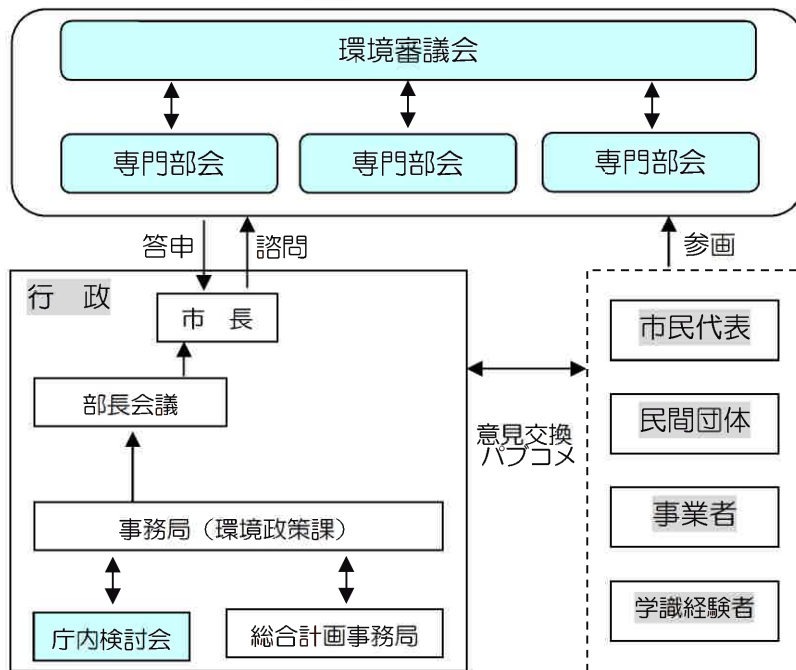 環境審議会
専門部会
専門部会
専門部会
答申
諮問
参画
行 政
市 長
部長会議
事務局（環境政策課）
庁内検討会
総合計画事務局
意見交換
パブコメ
市民代表
民間団体
事業者
学識経験者